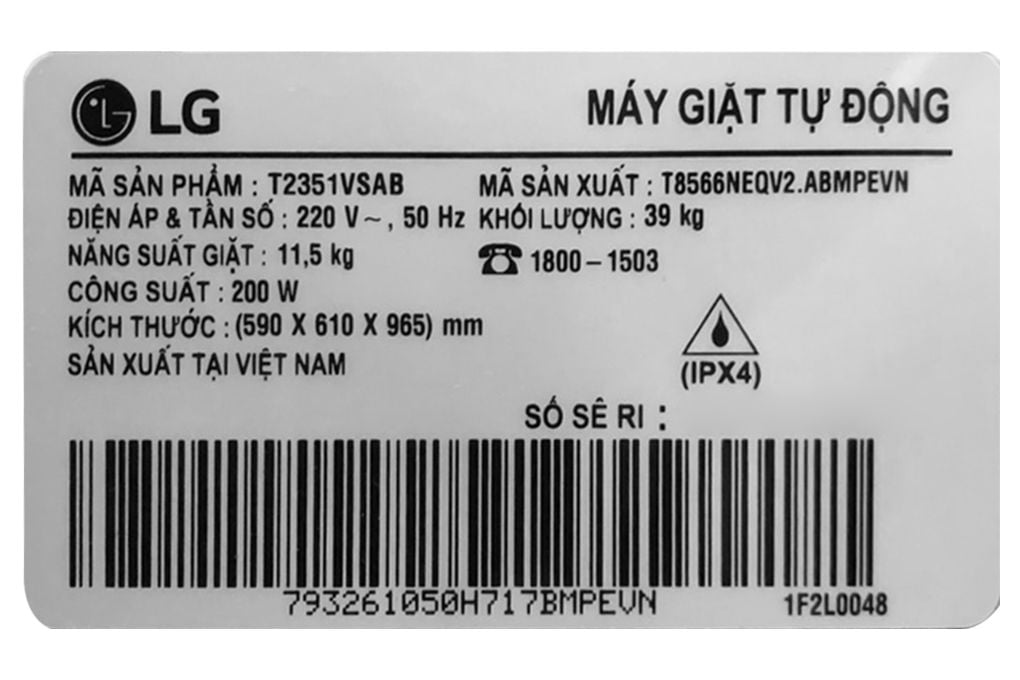 LG
MÁY GIẶT TỰ ĐỘNG
MÃ SẢN PHẨM : T2351VSAB
MÃ SẢN XUẤT : T8566NEQV2.ABMPEVN
ĐIỆN ÁP & TẦN SỐ : 220 V~, 50 Hz
KHỐI LƯỢNG : 39 kg
NĂNG SUẤT GIẶT : 11,5 kg
☎ 1800-1503
CÔNG SUẤT : 200 W
KÍCH THƯỚC : (590 X 610 X 965) mm
SẢN XUẤT TẠI VIỆT NAM
(IPX4)
SỐ SÊ RI :
793261050H717BMPEVN
1F2L0048